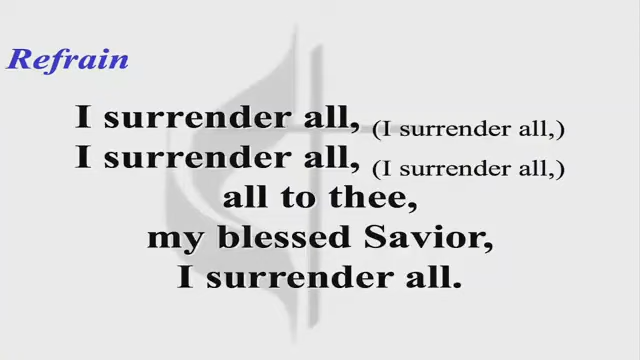 Refrain
I surrender all, (I surrender all,)
I surrender all, (I surrender all,)
all to thee,
my blessed Savior,
I surrender all.